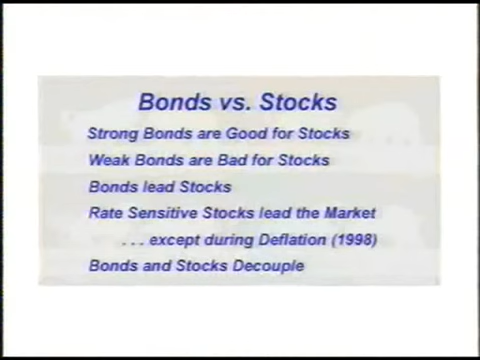 Bonds vs. Stocks
Strong Bonds are Good for Stocks
Weak Bonds are Bad for Stocks
Bonds lead Stocks
Rate Sensitive Stocks lead the Market
. . . except during Deflation (1998)
Bonds and Stocks Decouple